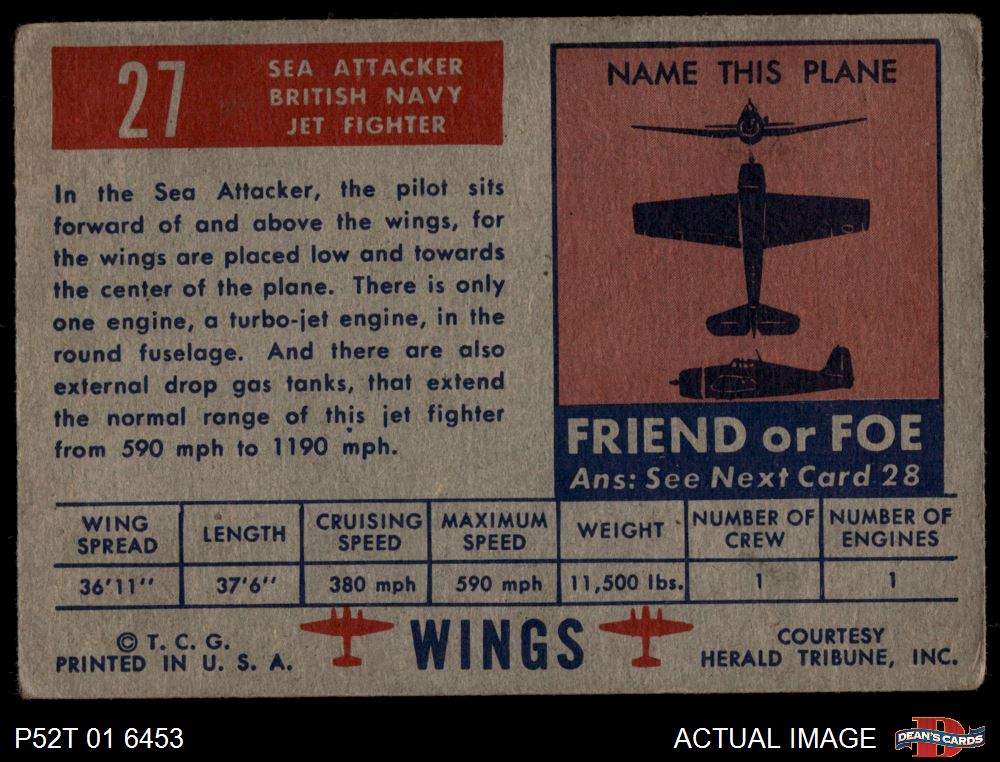 27
SEA ATTACKER
BRITISH NAVY
JET FIGHTER
In the Sea Attacker, the pilot sits
forward of and above the wings, for
the wings are placed low and towards
the center of the plane. There is only
one engine, a turbo-jet engine, in the
round fuselage. And there are also
external drop gas tanks, that extend
the normal range of this jet fighter
from 590 mph to 1190 mph.
NAME THIS PLANE
FRIEND or FOE
Ans: See Next Card 28
WING SPREAD LENGTH CRUISING SPEED MAXIMUM SPEED WEIGHT NUMBER OF CREW NUMBER OF ENGINES
36'11'' 37'6'' 380 mph 590 mph 11,500 lbs. 1 1
© T. C. G.
PRINTED IN U. S. A.
WINGS
COURTESY
HERALD TRIBUNE, INC.
P52T 01 6453
ACTUAL IMAGE
D
DEAN'S CARDS